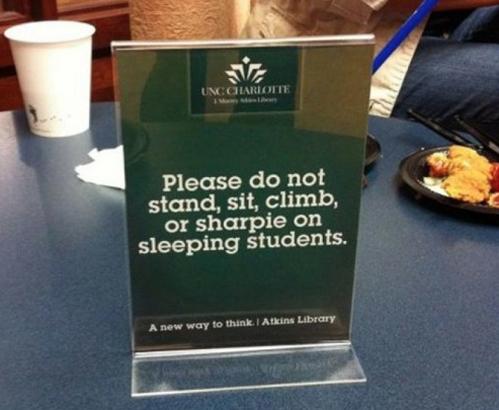 UNC CHARLOTTE
J. Murrey Atkins Library
Please do not
stand, sit, climb,
or sharpie on
sleeping students.
A new way to think. | Atkins Library